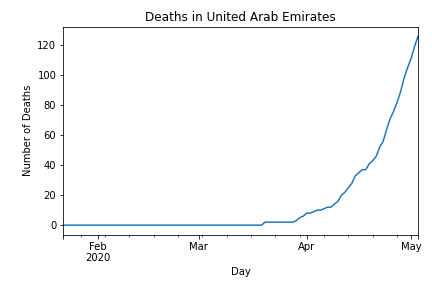 Deaths in United Arab Emirates
120
100
80
60
40
20
0
Number of Deaths
Feb
2020
Mar
Apr
May
Day